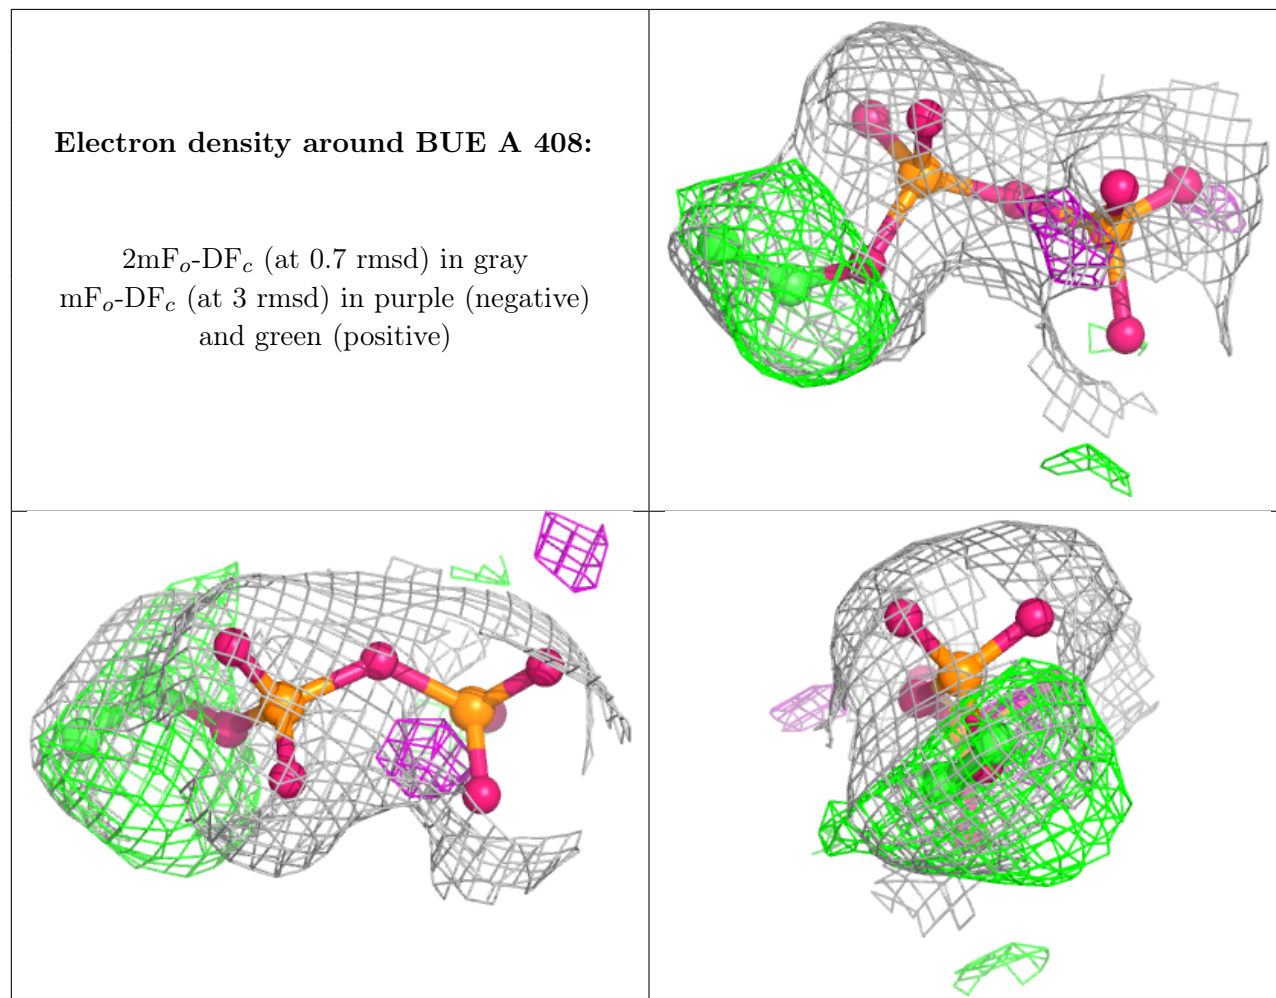 Electron density around BUE A 408:
2mFo-DFc (at 0.7 rmsd) in gray
mFo-DFc (at 3 rmsd) in purple (negative)
and green (positive)